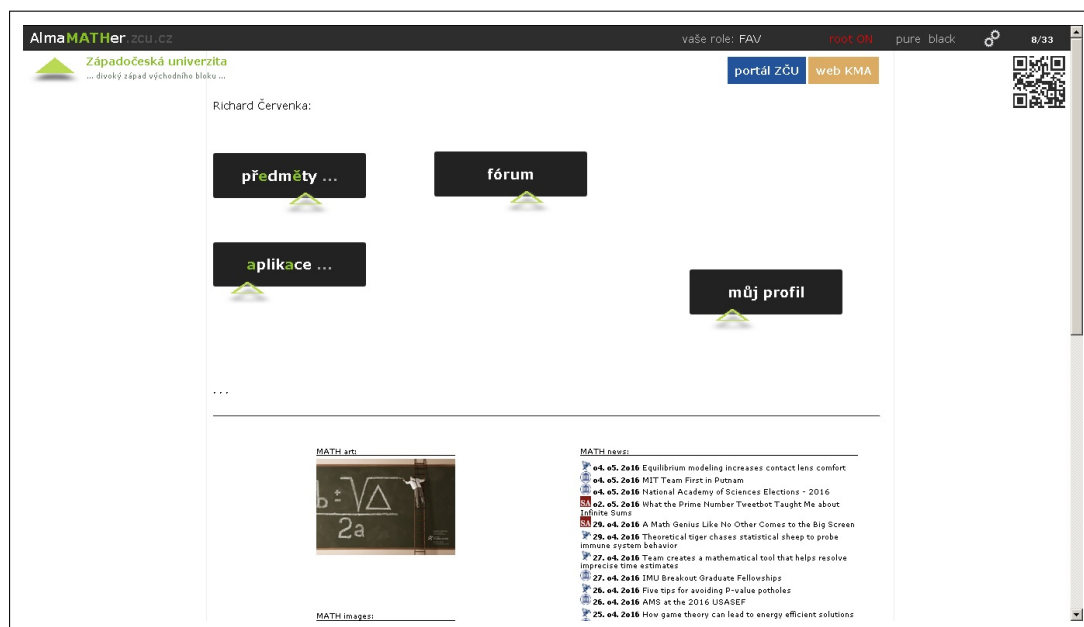 AlmaMATHer.zcu.cz vaše role: FAV root ON pure black 8/33
Západočeská univerzita
... divoký západ východního bloku ...
portál ZČU web KMA
Richard Červenka:
předměty ... fórum
aplikace ...
můj profil
...
MATH art:
b ÷ √Δ
2a
MATH images:
MATH news:
o4. o5. 2o16 Equilibrium modeling increases contact lens comfort
o4. o5. 2o16 MIT Team First in Putnam
o4. o5. 2o16 National Academy of Sciences Elections - 2016
SA o2. o5. 2o16 What the Prime Number Tweetbot Taught Me about
Infinite Sums
SA 29. o4. 2o16 A Math Genius Like No Other Comes to the Big Screen
29. o4. 2o16 Theoretical tiger chases statistical sheep to probe
immune system behavior
27. o4. 2o16 Team creates a mathematical tool that helps resolve
imprecise time estimates
27. o4. 2o16 IMU Breakout Graduate Fellowships
26. o4. 2o16 Five tips for avoiding P-value potholes
26. o4. 2o16 AMS at the 2016 USASEF
25. o4. 2o16 How game theory can lead to energy efficient solutions